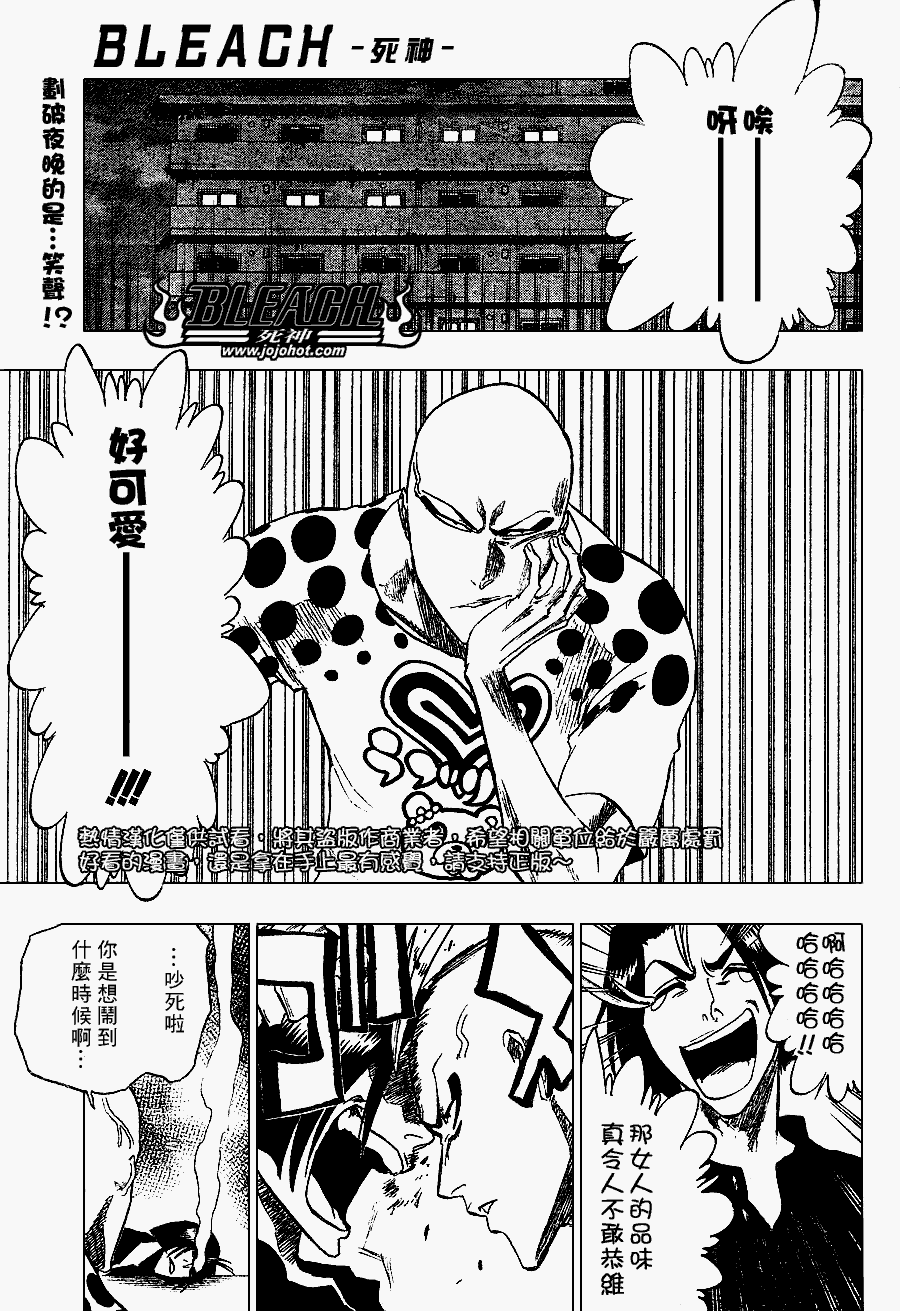 BLEACH -死神-
劃破夜晚的是…笑聲!?
唉
呀——
BLEACH
死神
www.jojohot.com
好可愛——!!!
熱情漢化僅供試看，將其盜版作商業者，希望相關單位給於嚴厲處罰
好看的漫畫，還是拿在手上最有感覺，請支持正版~
啊哈哈哈哈
哈哈哈哈!!
那女人的品味
真令人不敢恭維
…吵死啦
你是想鬧到
什麼時候啊…